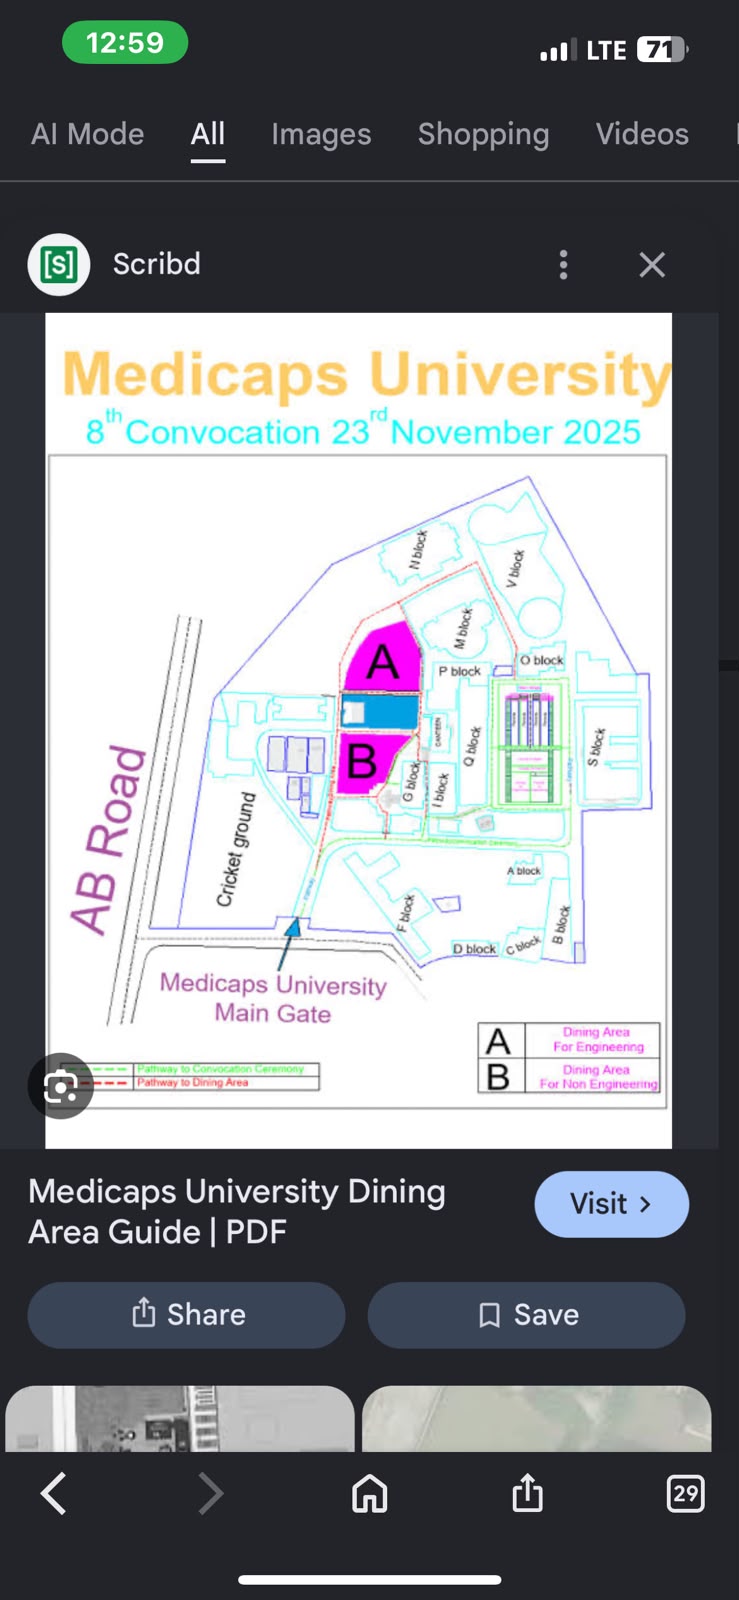 12:59
LTE 71
AI Mode All Images Shopping Videos
[S] Scribd
Medicaps University
8th Convocation 23rd November 2025
N block
V block
M block
A
P block
O block
CANTEEN
Q block
S block
B
G block
I block
AB Road
Cricket ground
A block
F block
B block
D block
C block
Medicaps University
Main Gate
A Dining Area
For Engineering
B Dining Area
For Non Engineering
Pathway to Convocation Ceremony
Pathway to Dining Area
Medicaps University Dining
Area Guide | PDF
Visit >
Share
Save
29